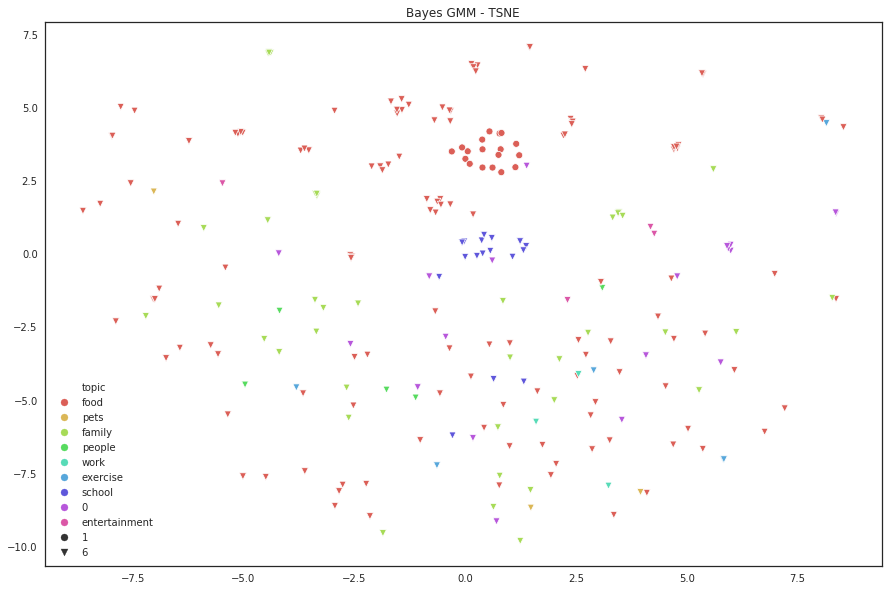 Bayes GMM - TSNE
7.5
5.0
2.5
0.0
−2.5
−5.0
−7.5
−10.0
topic
food
pets
family
people
work
exercise
school
0
entertainment
1
6
−7.5 −5.0 −2.5 0.0 2.5 5.0 7.5